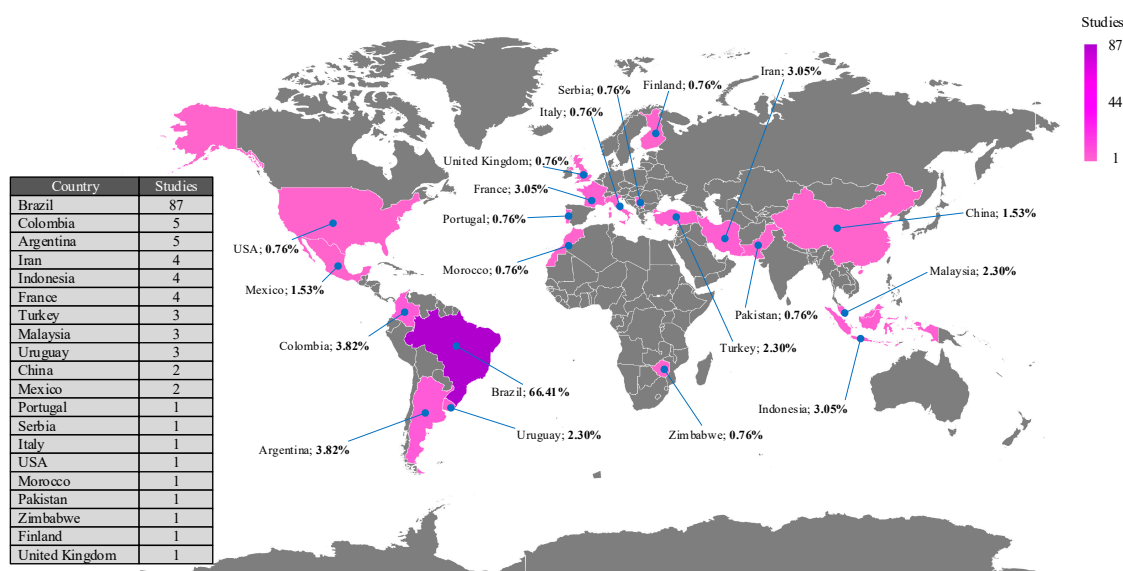 Studies
87
44
1
Iran; 3.05%
Finland; 0.76%
Serbia; 0.76%
Italy; 0.76%
United Kingdom; 0.76%
France; 3.05%
Portugal; 0.76%
China; 1.53%
USA; 0.76%
Morocco; 0.76%
Malaysia; 2.30%
Mexico; 1.53%
Pakistan; 0.76%
Colombia; 3.82%
Turkey; 2.30%
Brazil; 66.41%
Indonesia; 3.05%
Uruguay; 2.30%
Zimbabwe; 0.76%
Argentina; 3.82%
Country Studies
Brazil 87
Colombia 5
Argentina 5
Iran 4
Indonesia 4
France 4
Turkey 3
Malaysia 3
Uruguay 3
China 2
Mexico 2
Portugal 1
Serbia 1
Italy 1
USA 1
Morocco 1
Pakistan 1
Zimbabwe 1
Finland 1
United Kingdom 1